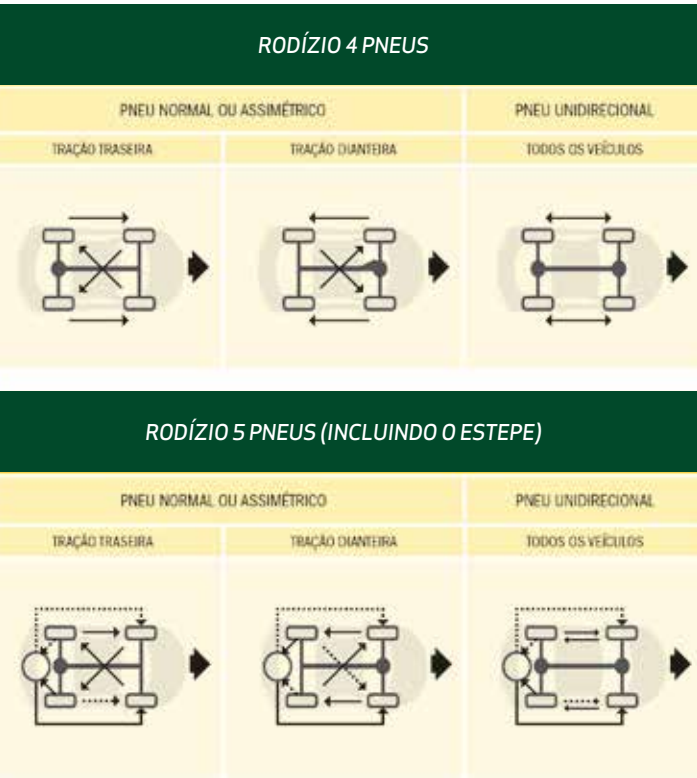 RODÍZIO 4 PNEUS
PNEU NORMAL OU ASSIMÉTRICO
PNEU UNIDIRECIONAL
TRAÇÃO TRASEIRA
TRAÇÃO DIANTEIRA
TODOS OS VEÍCULOS
RODÍZIO 5 PNEUS (INCLUINDO O ESTEPE)
PNEU NORMAL OU ASSIMÉTRICO
PNEU UNIDIRECIONAL
TRAÇÃO TRASEIRA
TRAÇÃO DIANTEIRA
TODOS OS VEÍCULOS